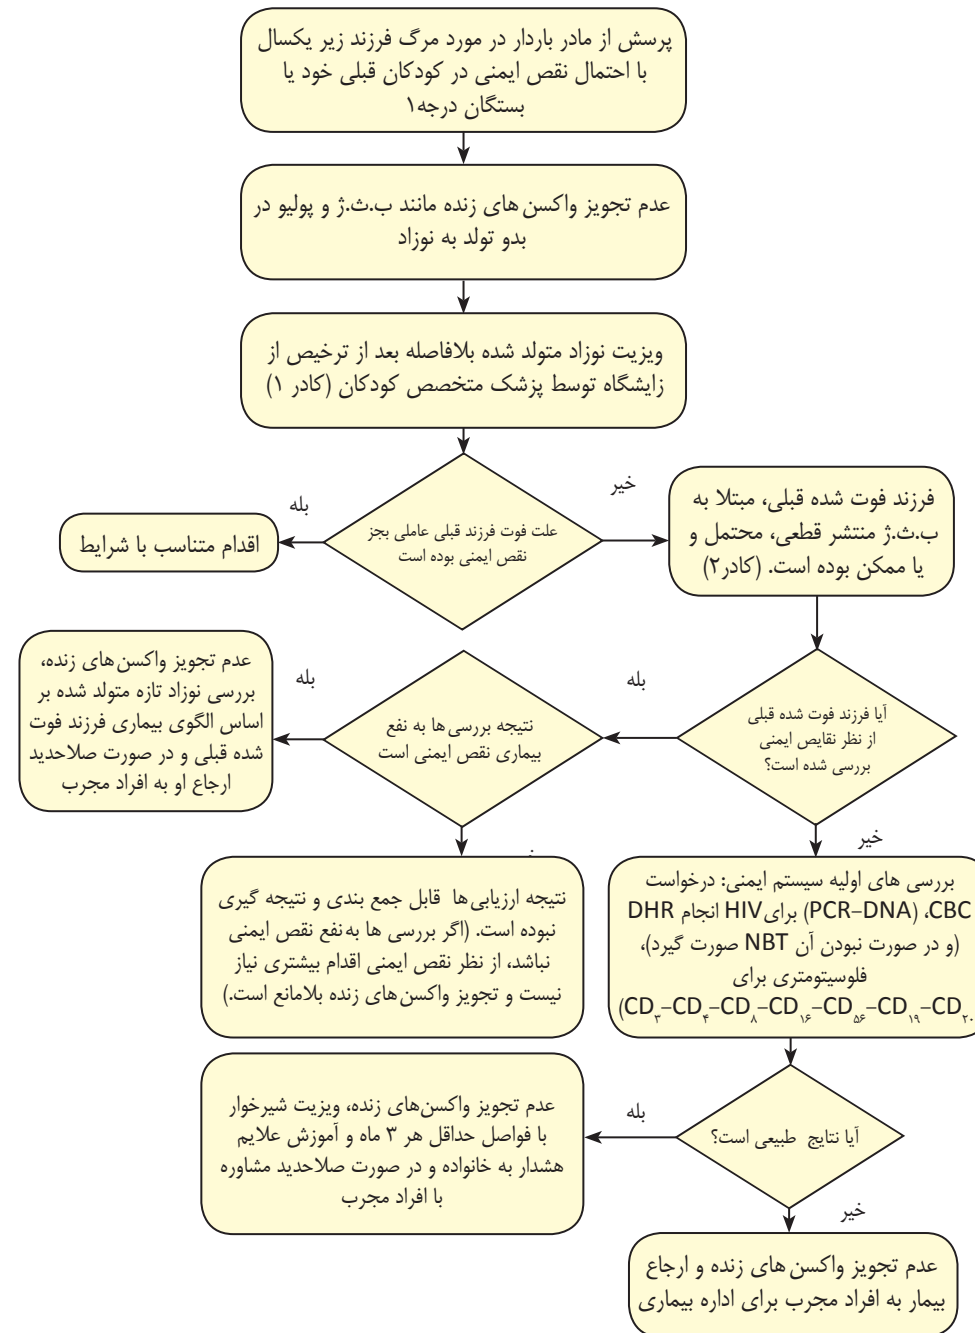 پرسش از مادر باردار در مورد مرگ فرزند زیر یکسال
با احتمال نقص ایمنی در کودکان قبلی خود یا
بستگان درجه۱
عدم تجویز واکسن های زنده مانند ب.ث.ژ و پولیو در
بدو تولد به نوزاد
ویزیت نوزاد متولد شده بلافاصله بعد از ترخیص از
زایشگاه توسط پزشک متخصص کودکان (کادر ۱)
علت فوت فرزند قبلی عاملی بجز
نقص ایمنی بوده است
بله
اقدام متناسب با شرایط
خیر
فرزند فوت شده قبلی، مبتلا به
ب.ث.ژ منتشر قطعی، محتمل و
یا ممکن بوده است. (کادر۲)
آیا فرزند فوت شده قبلی
از نظر نقایص ایمنی
بررسی شده است؟
بله
نتیجه بررسی ها به نفع
بیماری نقص ایمنی است
بله
عدم تجویز واکسن های زنده،
بررسی نوزاد تازه متولد شده بر
اساس الگوی بیماری فرزند فوت
شده قبلی و در صورت صلاحدید
ارجاع او به افراد مجرب
نتیجه ارزیابی ها قابل جمع بندی و نتیجه گیری
نبوده است. (اگر بررسی ها به نفع نقص ایمنی
نباشد، از نظر نقص ایمنی اقدام بیشتری نیاز
نیست و تجویز واکسن های زنده بلامانع است.)
خیر
بررسی های اولیه سیستم ایمنی: درخواست
CBC، (PCR–DNA) برای HIV انجام DHR
(و در صورت نبودن آن NBT صورت گیرد)،
فلوسیتومتری برای
(CD۳–CD۴–CD۸–CD۱۶–CD۵۶–CD۱۹–CD۲۰
آیا نتایج طبیعی است؟
بله
عدم تجویز واکسن های زنده، ویزیت شیرخوار
با فواصل حداقل هر ۳ ماه و آموزش علایم
هشدار به خانواده و در صورت صلاحدید مشاوره
با افراد مجرب
خیر
عدم تجویز واکسن های زنده و ارجاع
بیمار به افراد مجرب برای اداره بیماری